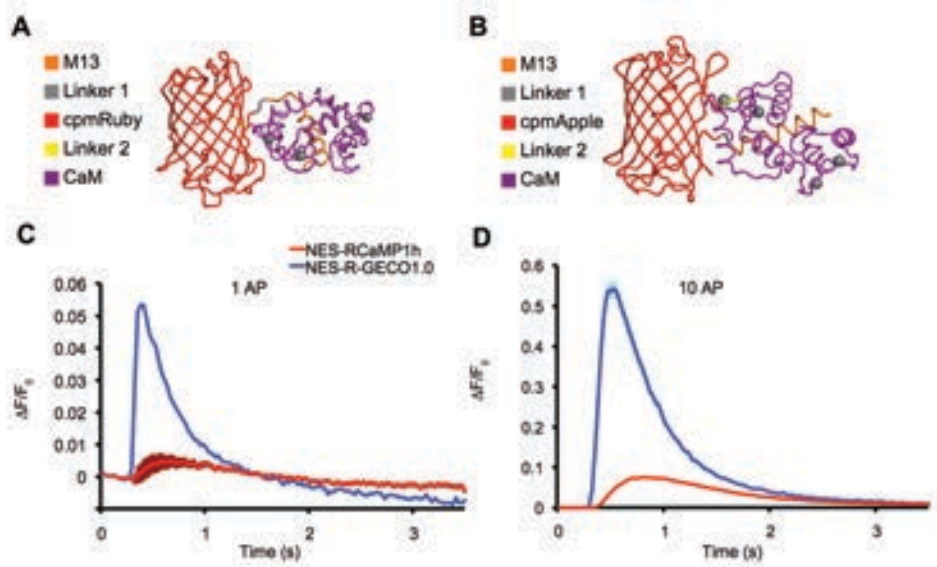 A
M13
Linker 1
cpmRuby
Linker 2
CaM
B
M13
Linker 1
cpmApple
Linker 2
CaM
C
NES-RCaMP1h
NES-R-GECO1.0
1 AP
0.06
0.05
0.04
0.03
0.02
0.01
0
ΔF/F₀
0 1 2 3
Time (s)
D
10 AP
0.6
0.5
0.4
0.3
0.2
0.1
0
ΔF/F₀
0 1 2 3
Time (s)